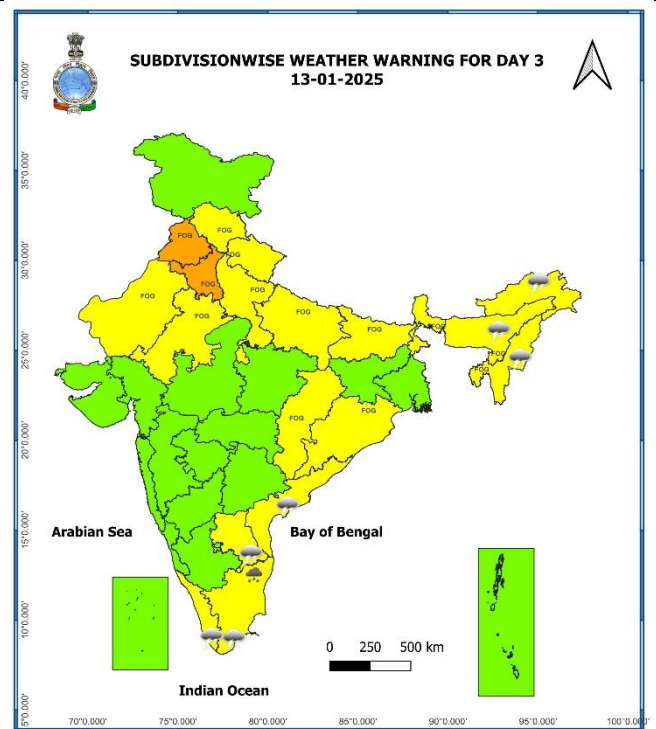 SUBDIVISIONWISE WEATHER WARNING FOR DAY 3
13-01-2025
40°0.000'
35°0.000'
30°0.000'
25°0.000'
20°0.000'
15°0.000'
10°0.000'
5°0.000'
FOG
FOG
FOG
FOG
FOG
FOG
FOG
FOG
FOG
FOG
FOG
FOG
FOG
FOG
Arabian Sea
Bay of Bengal
0 250 500 km
Indian Ocean
70°0.000' 75°0.000' 80°0.000' 85°0.000' 90°0.000' 95°0.000' 100°0.000'